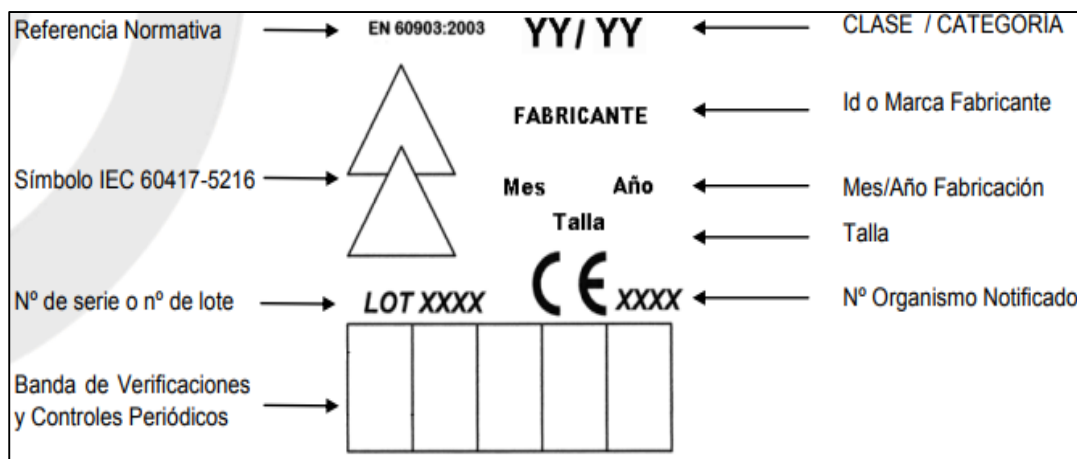 Referencia Normativa
EN 60903:2003
YY/ YY
CLASE / CATEGORÍA
FABRICANTE
Id o Marca Fabricante
Símbolo IEC 60417-5216
Mes Año
Mes/Año Fabricación
Talla
Talla
Nº de serie o nº de lote
LOT XXXX
CE XXXX
Nº Organismo Notificado
Banda de Verificaciones
y Controles Periódicos